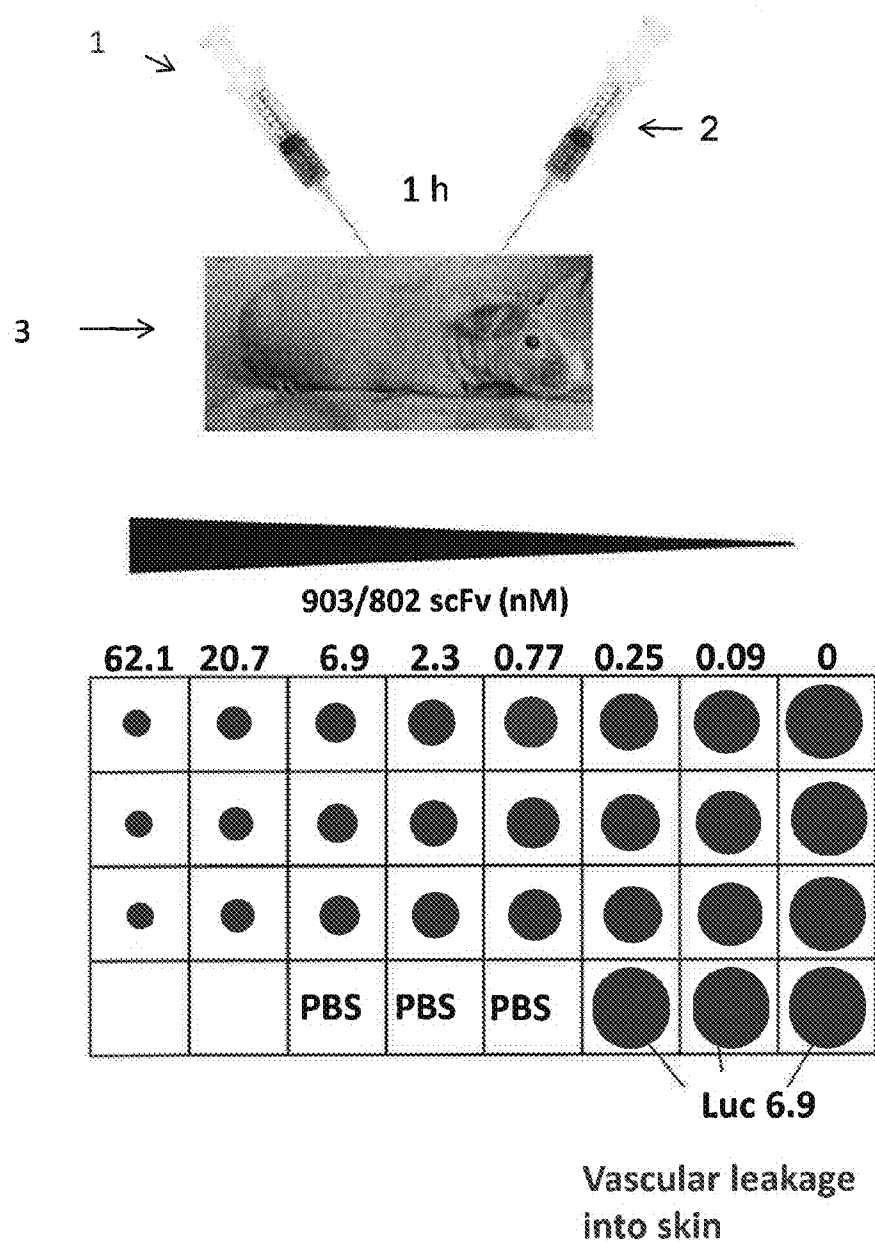 1
2
1 h
3
903/802 scFv (nM)
62.1 20.7 6.9 2.3 0.77 0.25 0.09 0
PBS PBS PBS
Luc 6.9
Vascular leakage
into skin